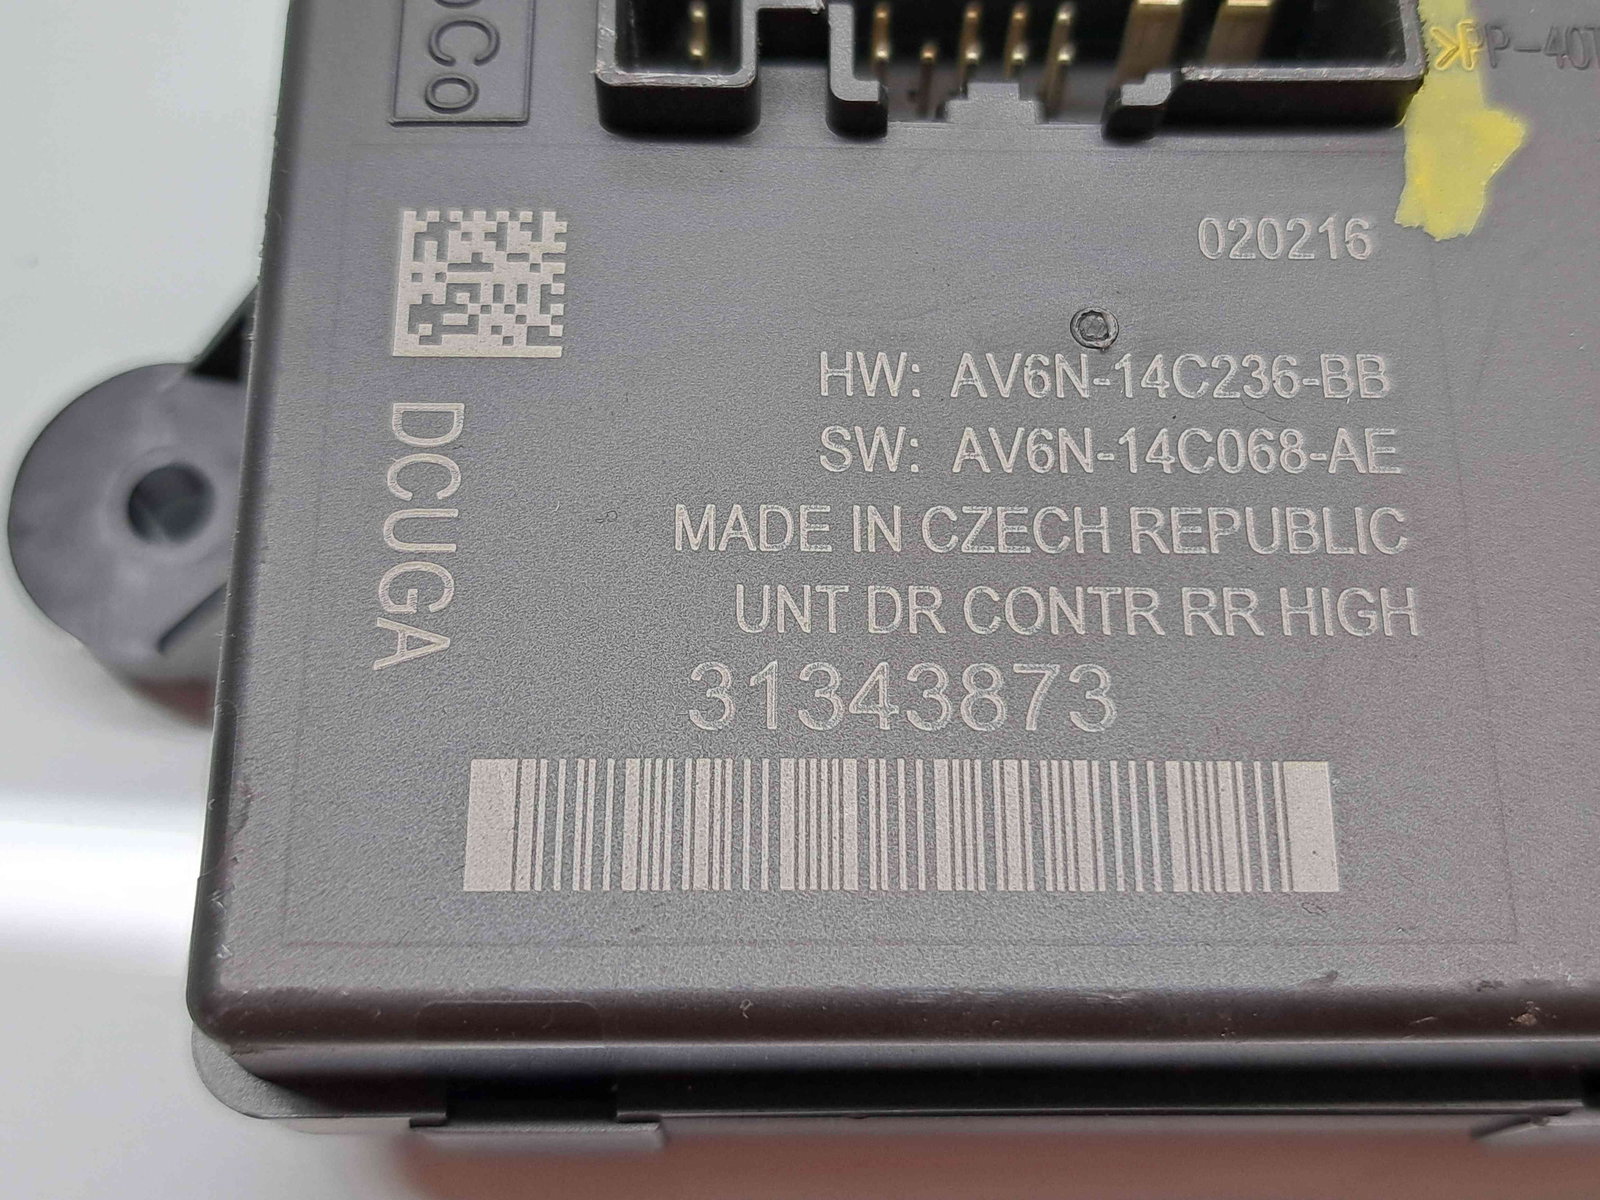 020216
HW: AV6N-14C236-BB
SW: AV6N-14C068-AE
MADE IN CZECH REPUBLIC
UNT DR CONTR RR HIGH
31343873
DCUGA